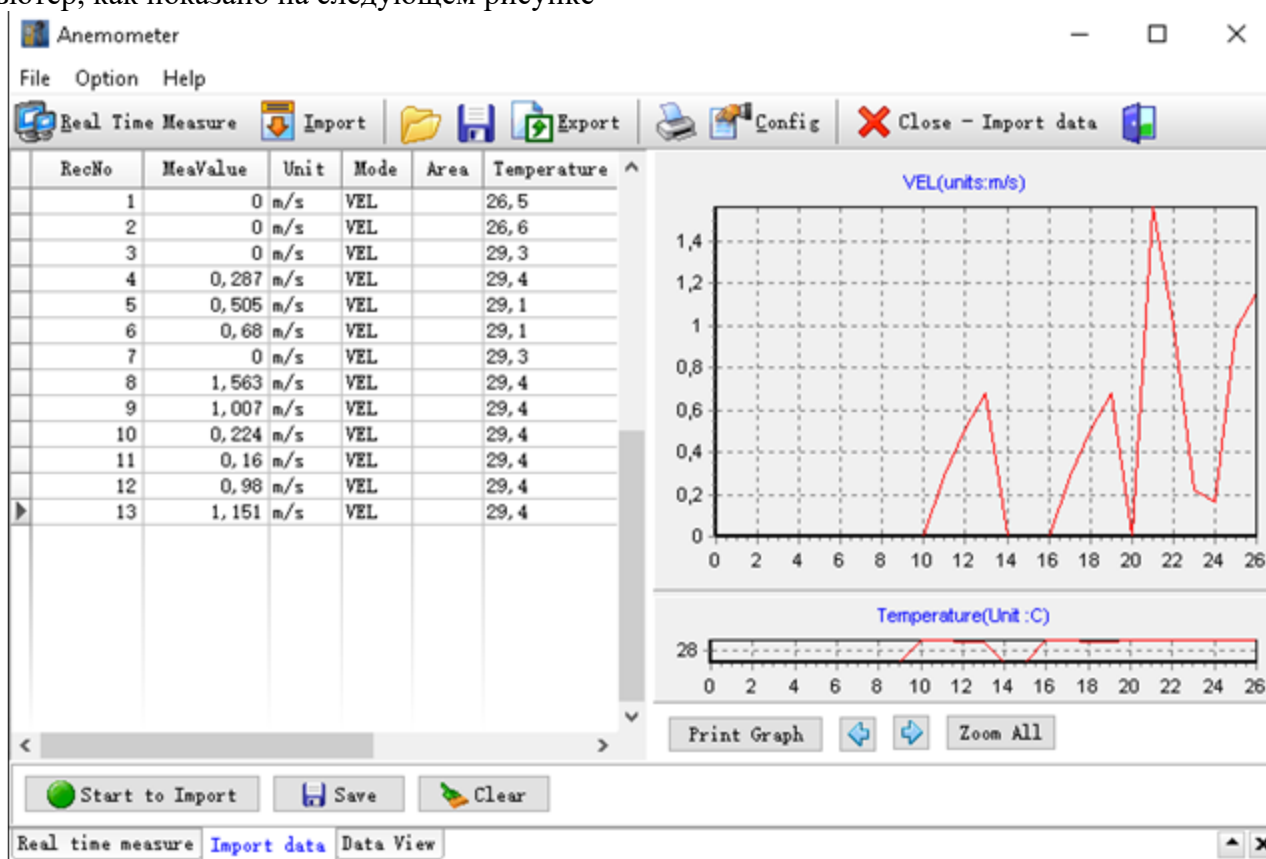 ьютер, как показано на следующем рисунке
Anemometer
File Option Help
Real Time Measure Import Export Config Close - Import data
RecNo MeaValue Unit Mode Area Temperature
1 0 m/s VEL 26,5
2 0 m/s VEL 26,6
3 0 m/s VEL 29,3
4 0,287 m/s VEL 29,4
5 0,505 m/s VEL 29,1
6 0,68 m/s VEL 29,1
7 0 m/s VEL 29,3
8 1,563 m/s VEL 29,4
9 1,007 m/s VEL 29,4
10 0,224 m/s VEL 29,4
11 0,16 m/s VEL 29,4
12 0,98 m/s VEL 29,4
13 1,151 m/s VEL 29,4
VEL(units:m/s)
1,4
1,2
1
0,8
0,6
0,4
0,2
0
0 2 4 6 8 10 12 14 16 18 20 22 24 26
Temperature(Unit :C)
28
0 2 4 6 8 10 12 14 16 18 20 22 24 26
Print Graph Zoom All
Start to Import Save Clear
Real time measure Import data Data View